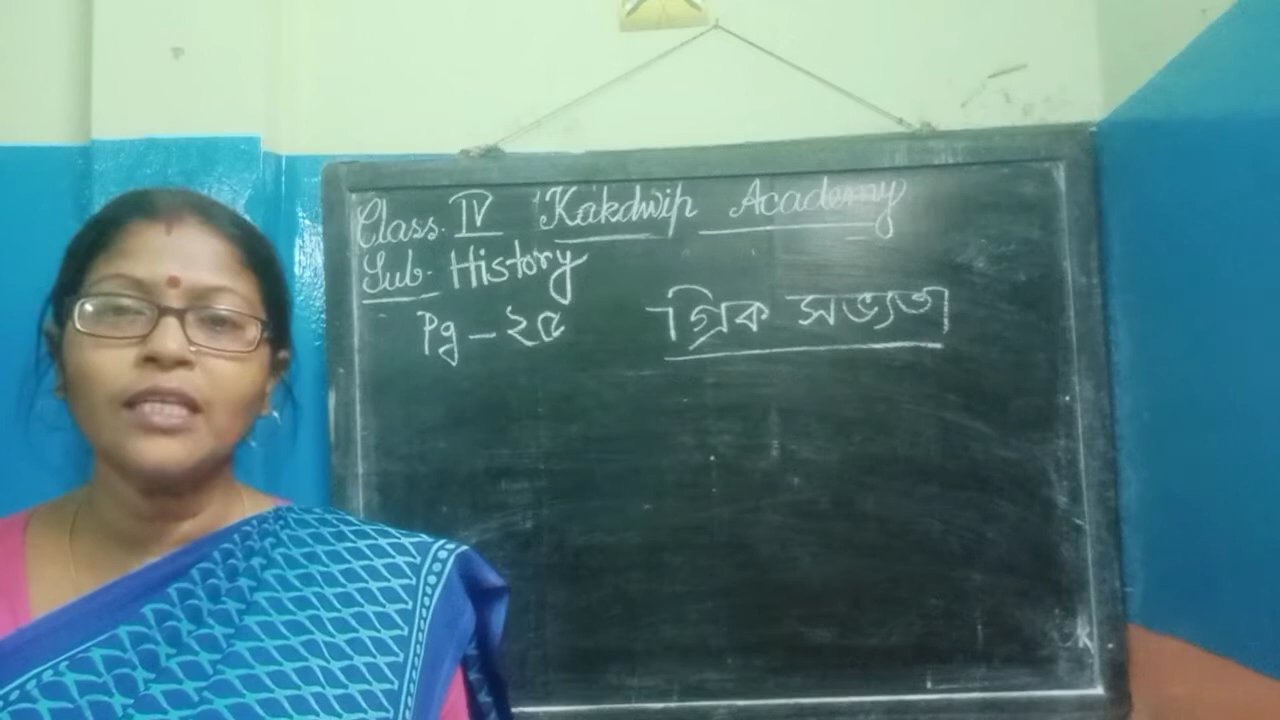 Class. IV Kakdwip Academy
Sub- History
Pg - ২৫ গ্রিক সভ্যতা